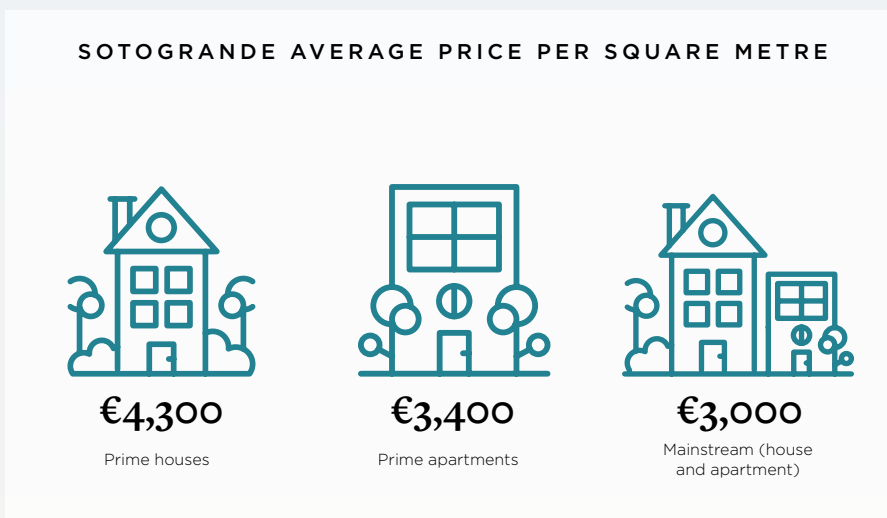 SOTOGRANDE AVERAGE PRICE PER SQUARE METRE
€4,300
Prime houses
€3,400
Prime apartments
€3,000
Mainstream (house
and apartment)